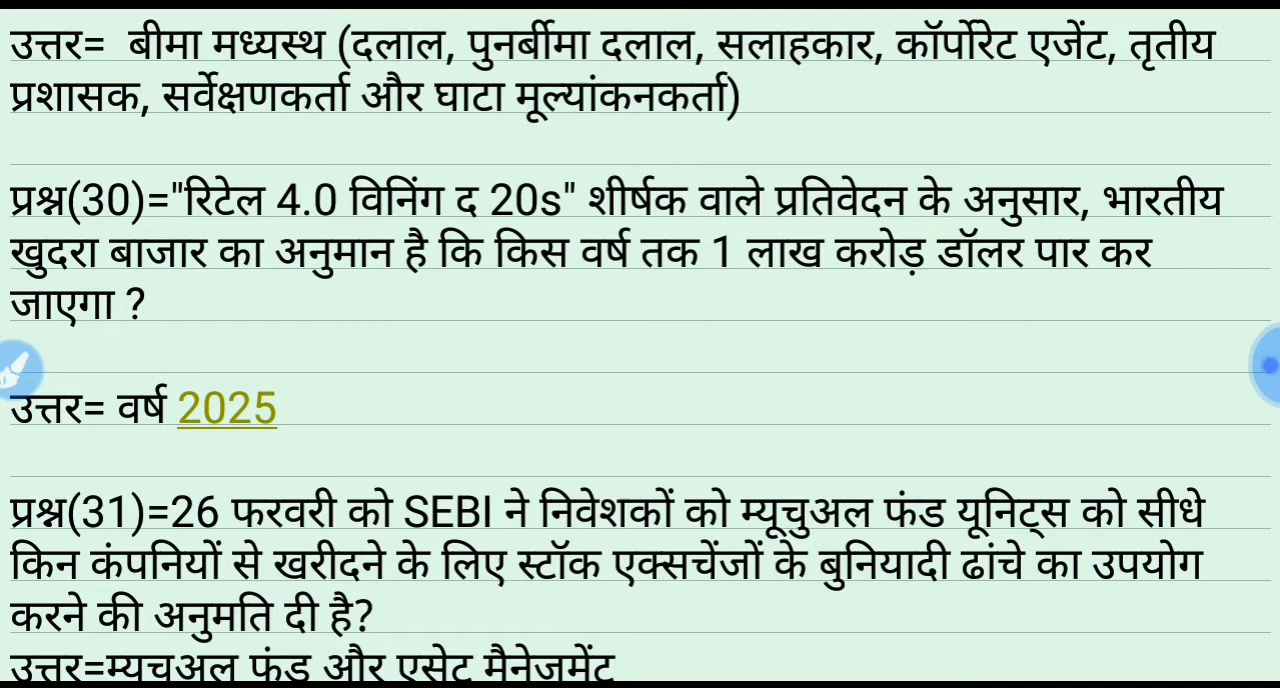 उत्तर= बीमा मध्यस्थ (दलाल, पुनर्बीमा दलाल, सलाहकार, कॉर्पोरेट एजेंट, तृतीय
प्रशासक, सर्वेक्षणकर्ता और घाटा मूल्यांकनकर्ता)
प्रश्न(30)="रिटेल 4.0 विनिंग द 20s" शीर्षक वाले प्रतिवेदन के अनुसार, भारतीय
खुदरा बाजार का अनुमान है कि किस वर्ष तक 1 लाख करोड़ डॉलर पार कर
जाएगा ?
उत्तर= वर्ष 2025
प्रश्न(31)=26 फरवरी को SEBI ने निवेशकों को म्यूचुअल फंड यूनिट्स को सीधे
किन कंपनियों से खरीदने के लिए स्टॉक एक्सचेंजों के बुनियादी ढांचे का उपयोग
करने की अनुमति दी है?
उत्तर=म्यूचुअल फंड और एसेट मैनेजमेंट